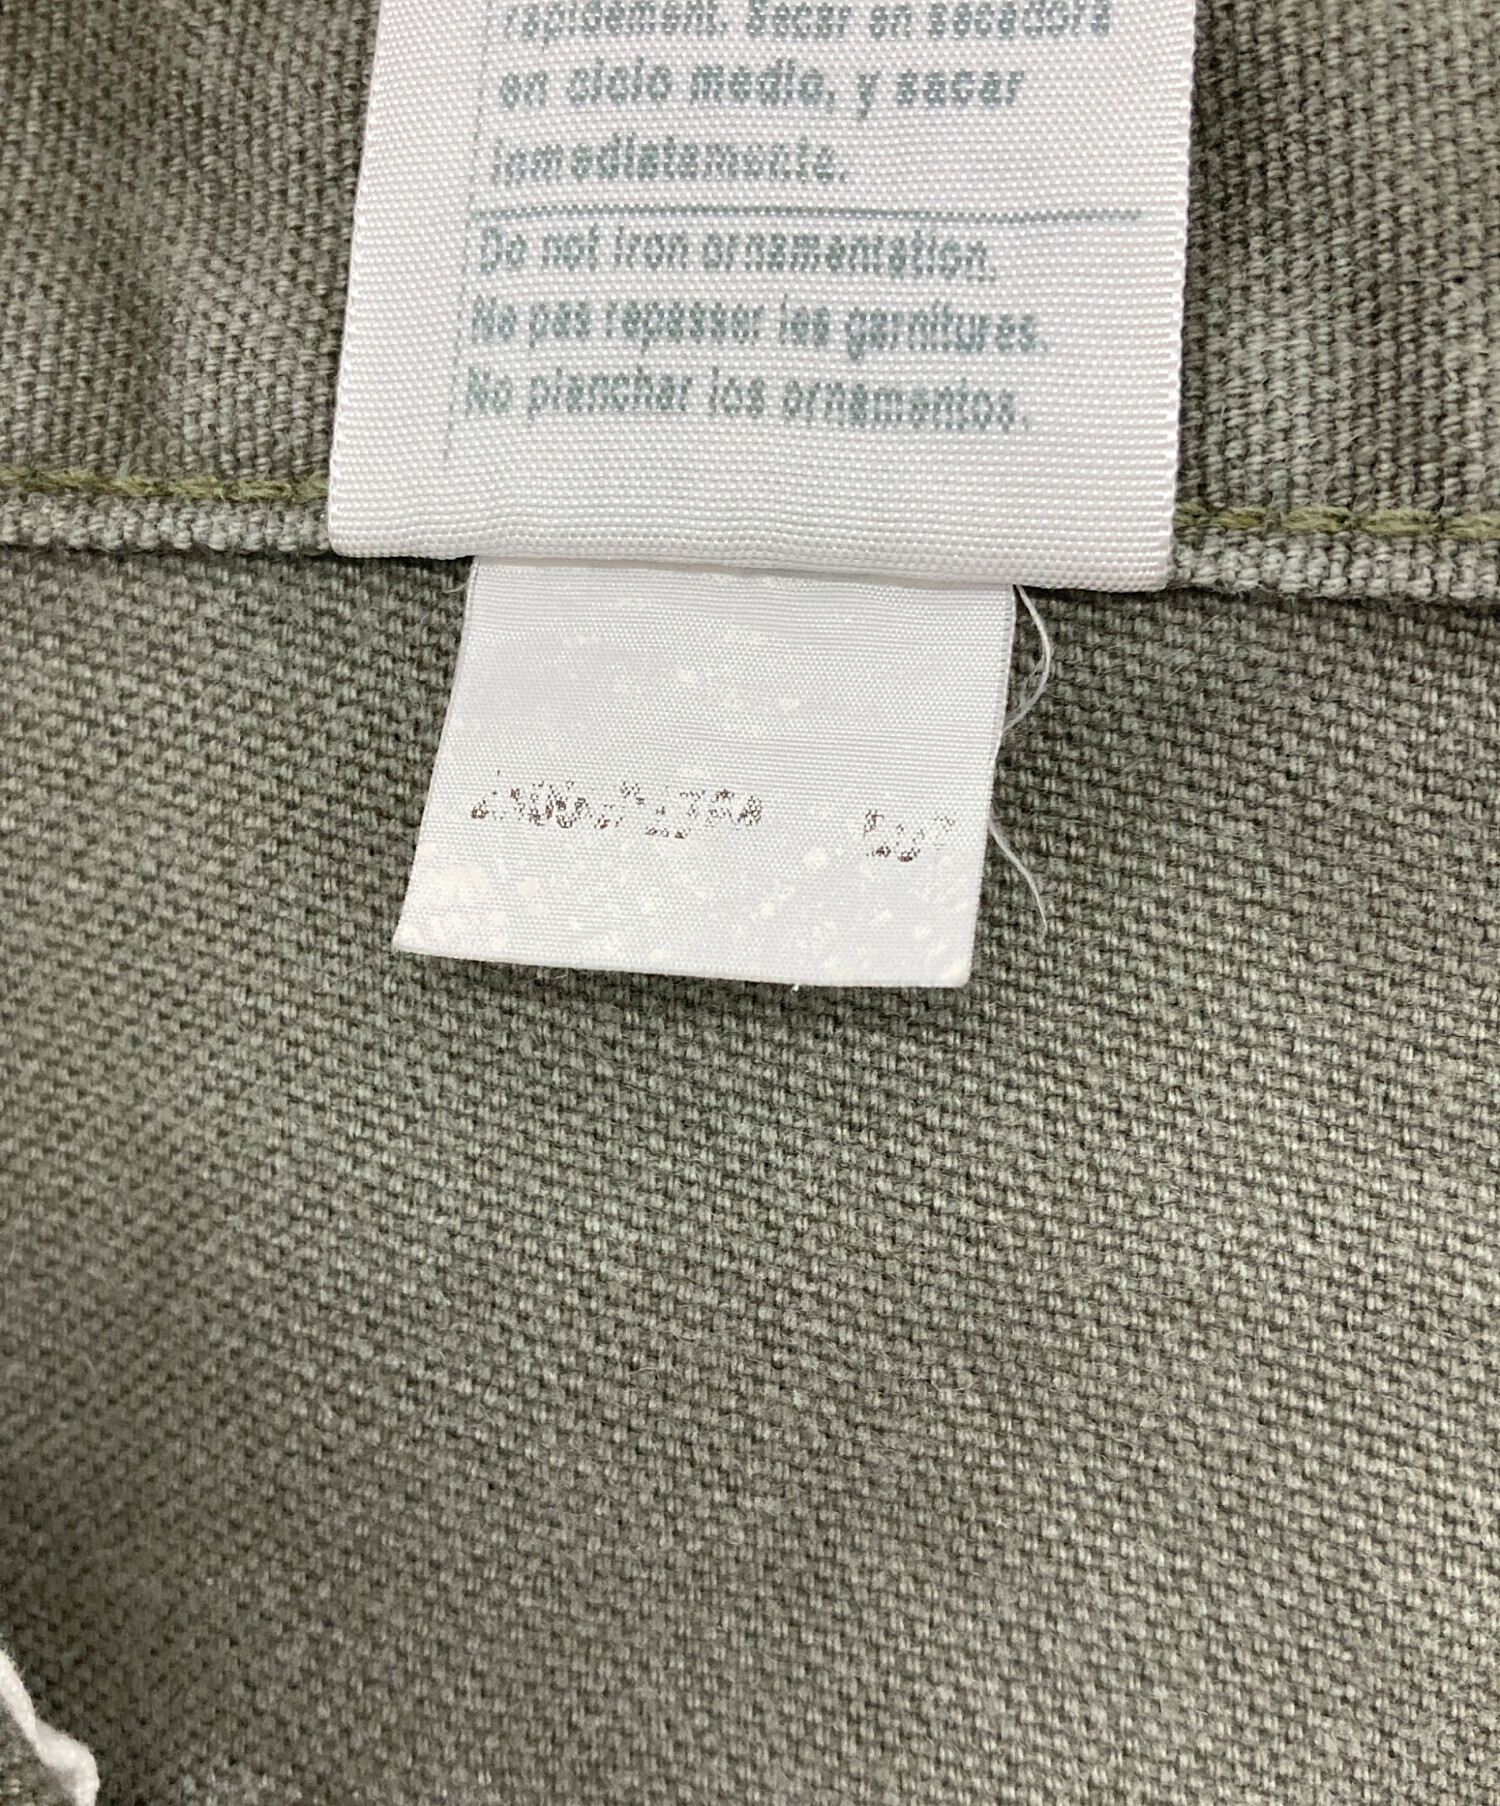 rapidement. Secar en secadora
en ciclo medio, y sacar
inmediatamente.
Do not iron ornamentation.
Ne pas repasser les garnitures.
No planchar los ornamentos.